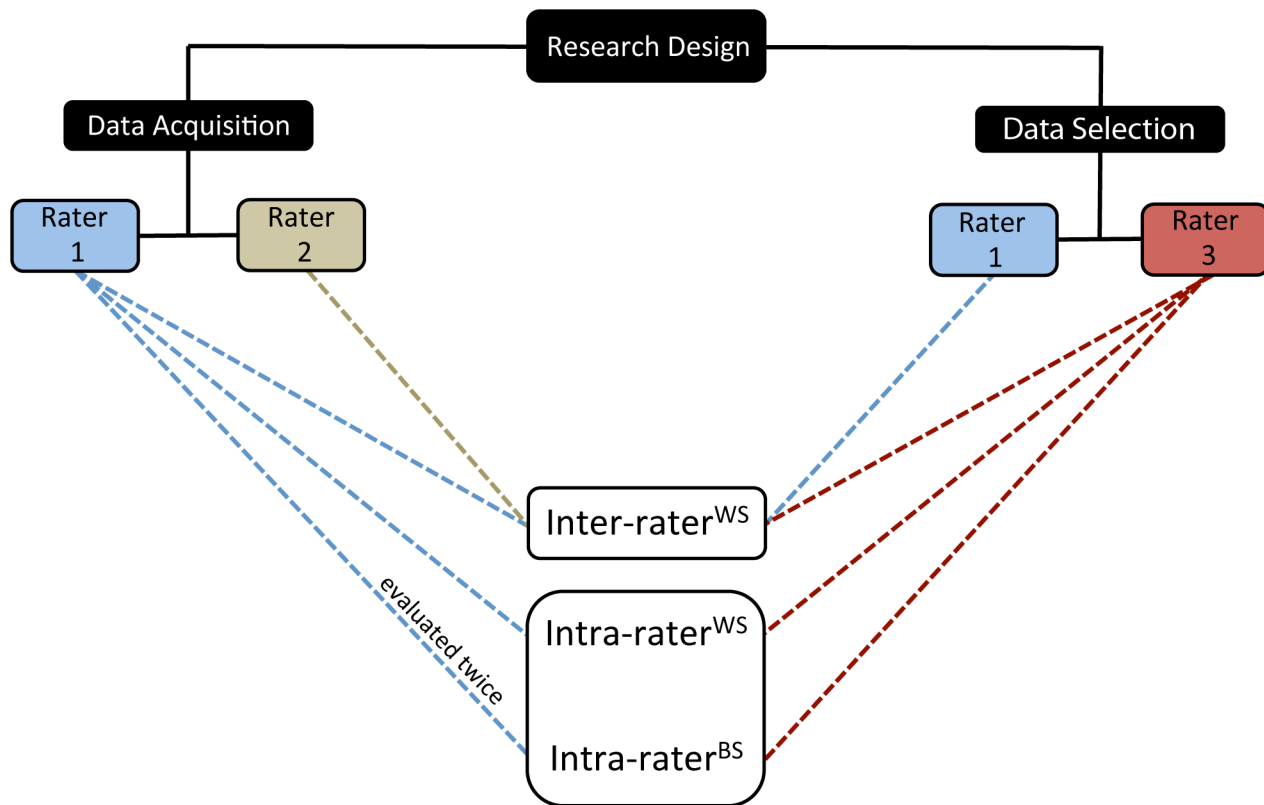 Research Design
Data Acquisition
Data Selection
Rater
1
Rater
2
Rater
1
Rater
3
Inter-raterWS
evaluated twice
Intra-raterWS
Intra-raterBS